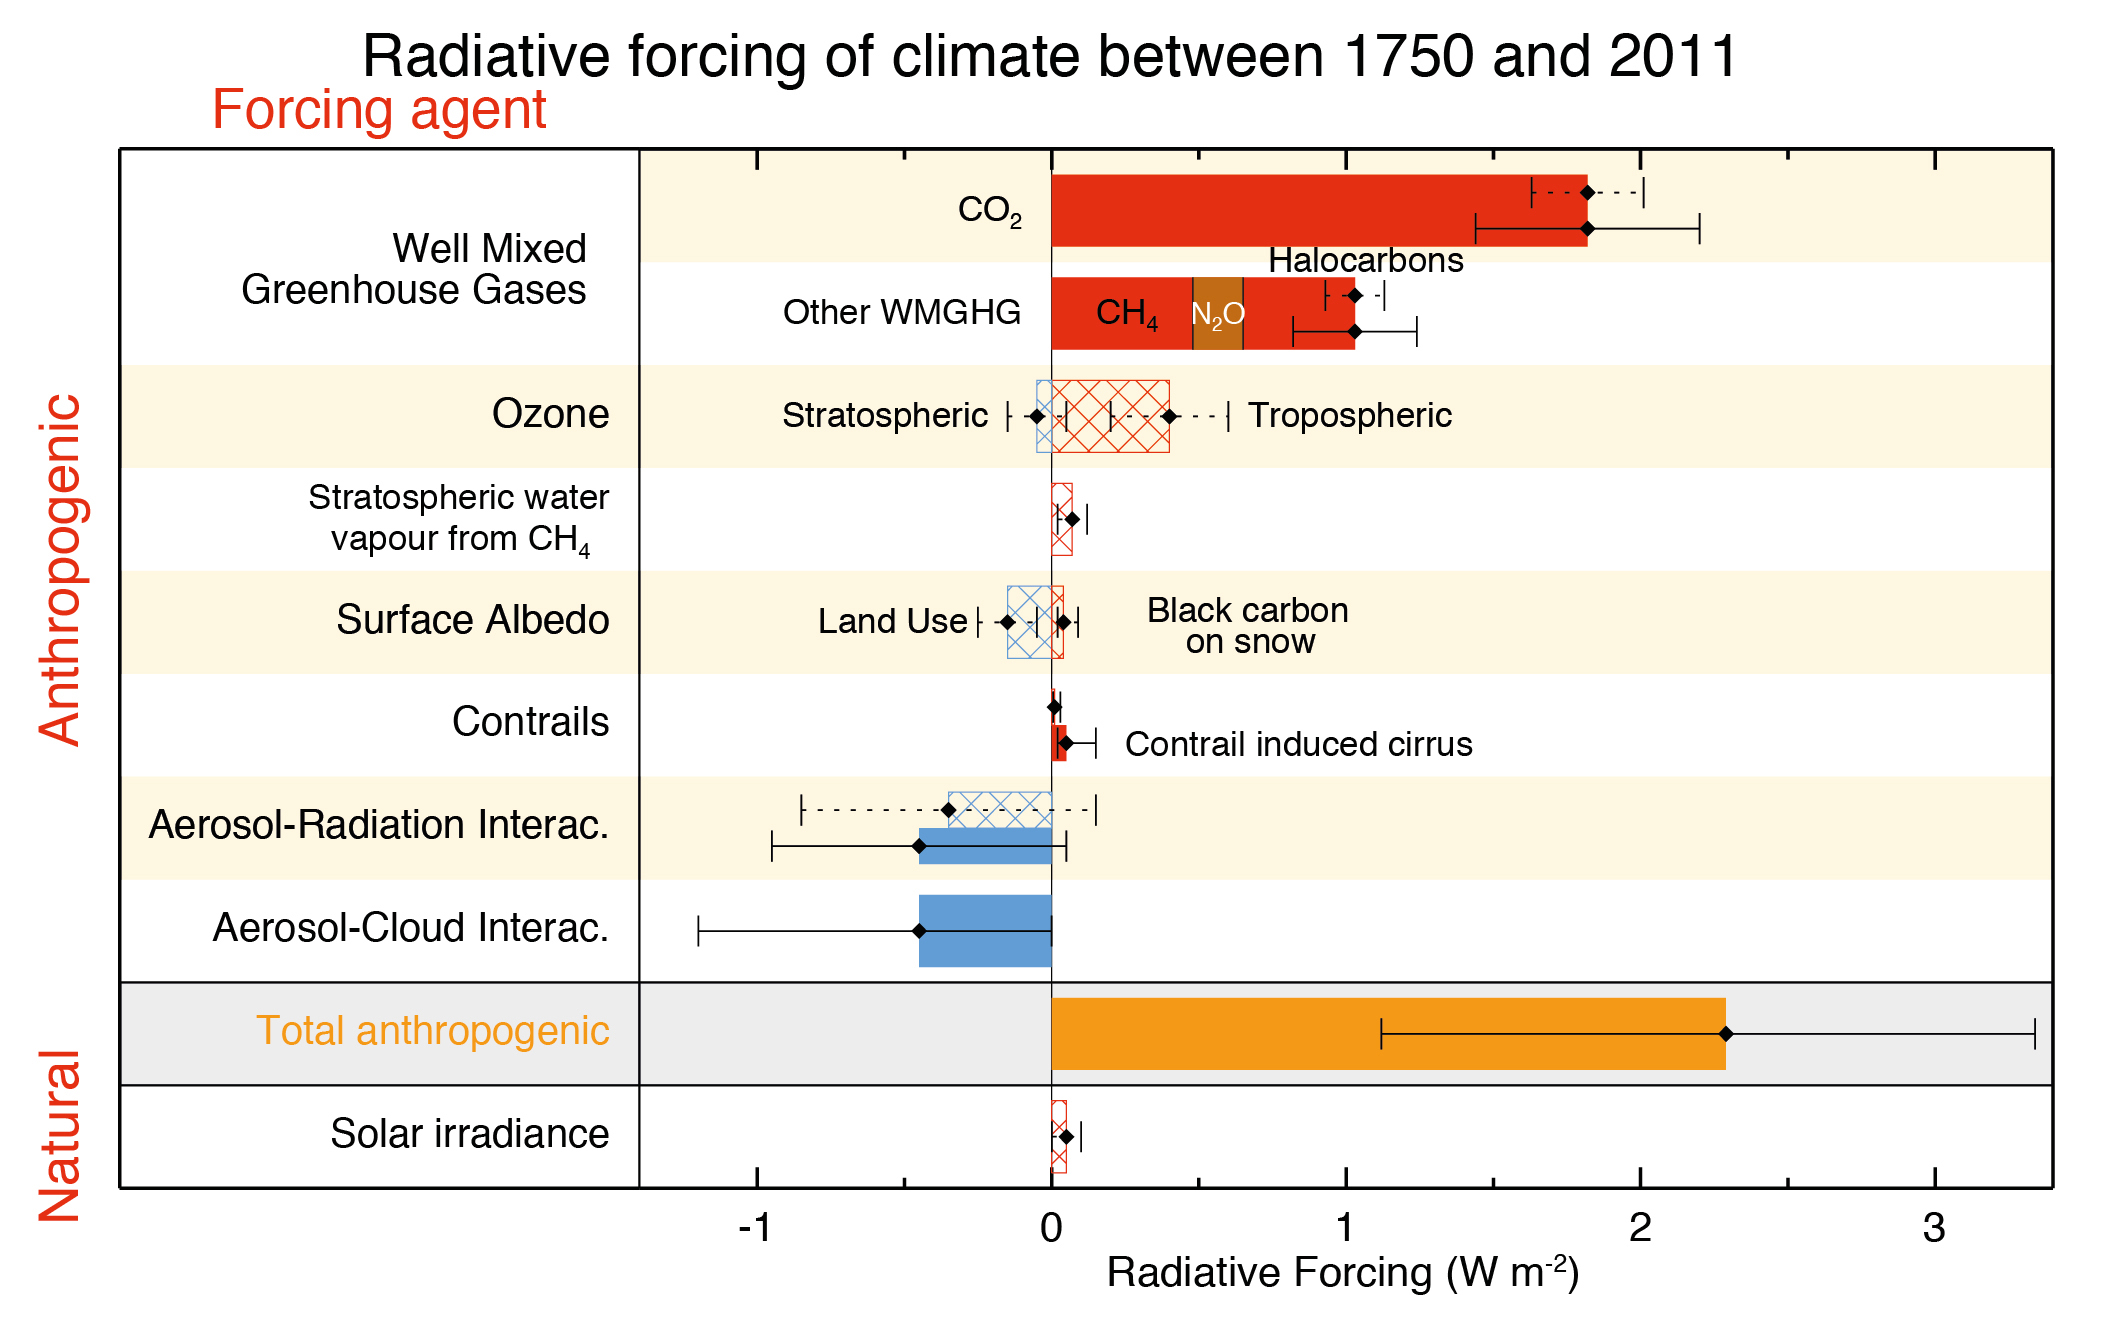 Radiative forcing of climate between 1750 and 2011
Forcing agent
Anthropogenic
Well Mixed
Greenhouse Gases
CO₂
Halocarbons
Other WMGHG
CH₄
N₂O
Ozone
Stratospheric
Tropospheric
Stratospheric water
vapour from CH₄
Surface Albedo
Land Use
Black carbon
on snow
Contrails
Contrail induced cirrus
Aerosol-Radiation Interac.
Aerosol-Cloud Interac.
Total anthropogenic
Natural
Solar irradiance
-1 0 1 2 3
Radiative Forcing (W m⁻²)